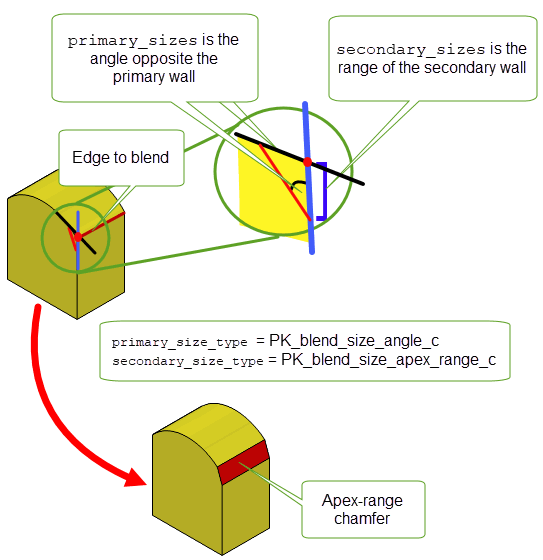 primary_sizes is the
angle opposite the
primary wall
secondary_sizes is the
range of the secondary wall
Edge to blend
primary_size_type = PK_blend_size_angle_c
secondary_size_type = PK_blend_size_apex_range_c
Apex-range
chamfer